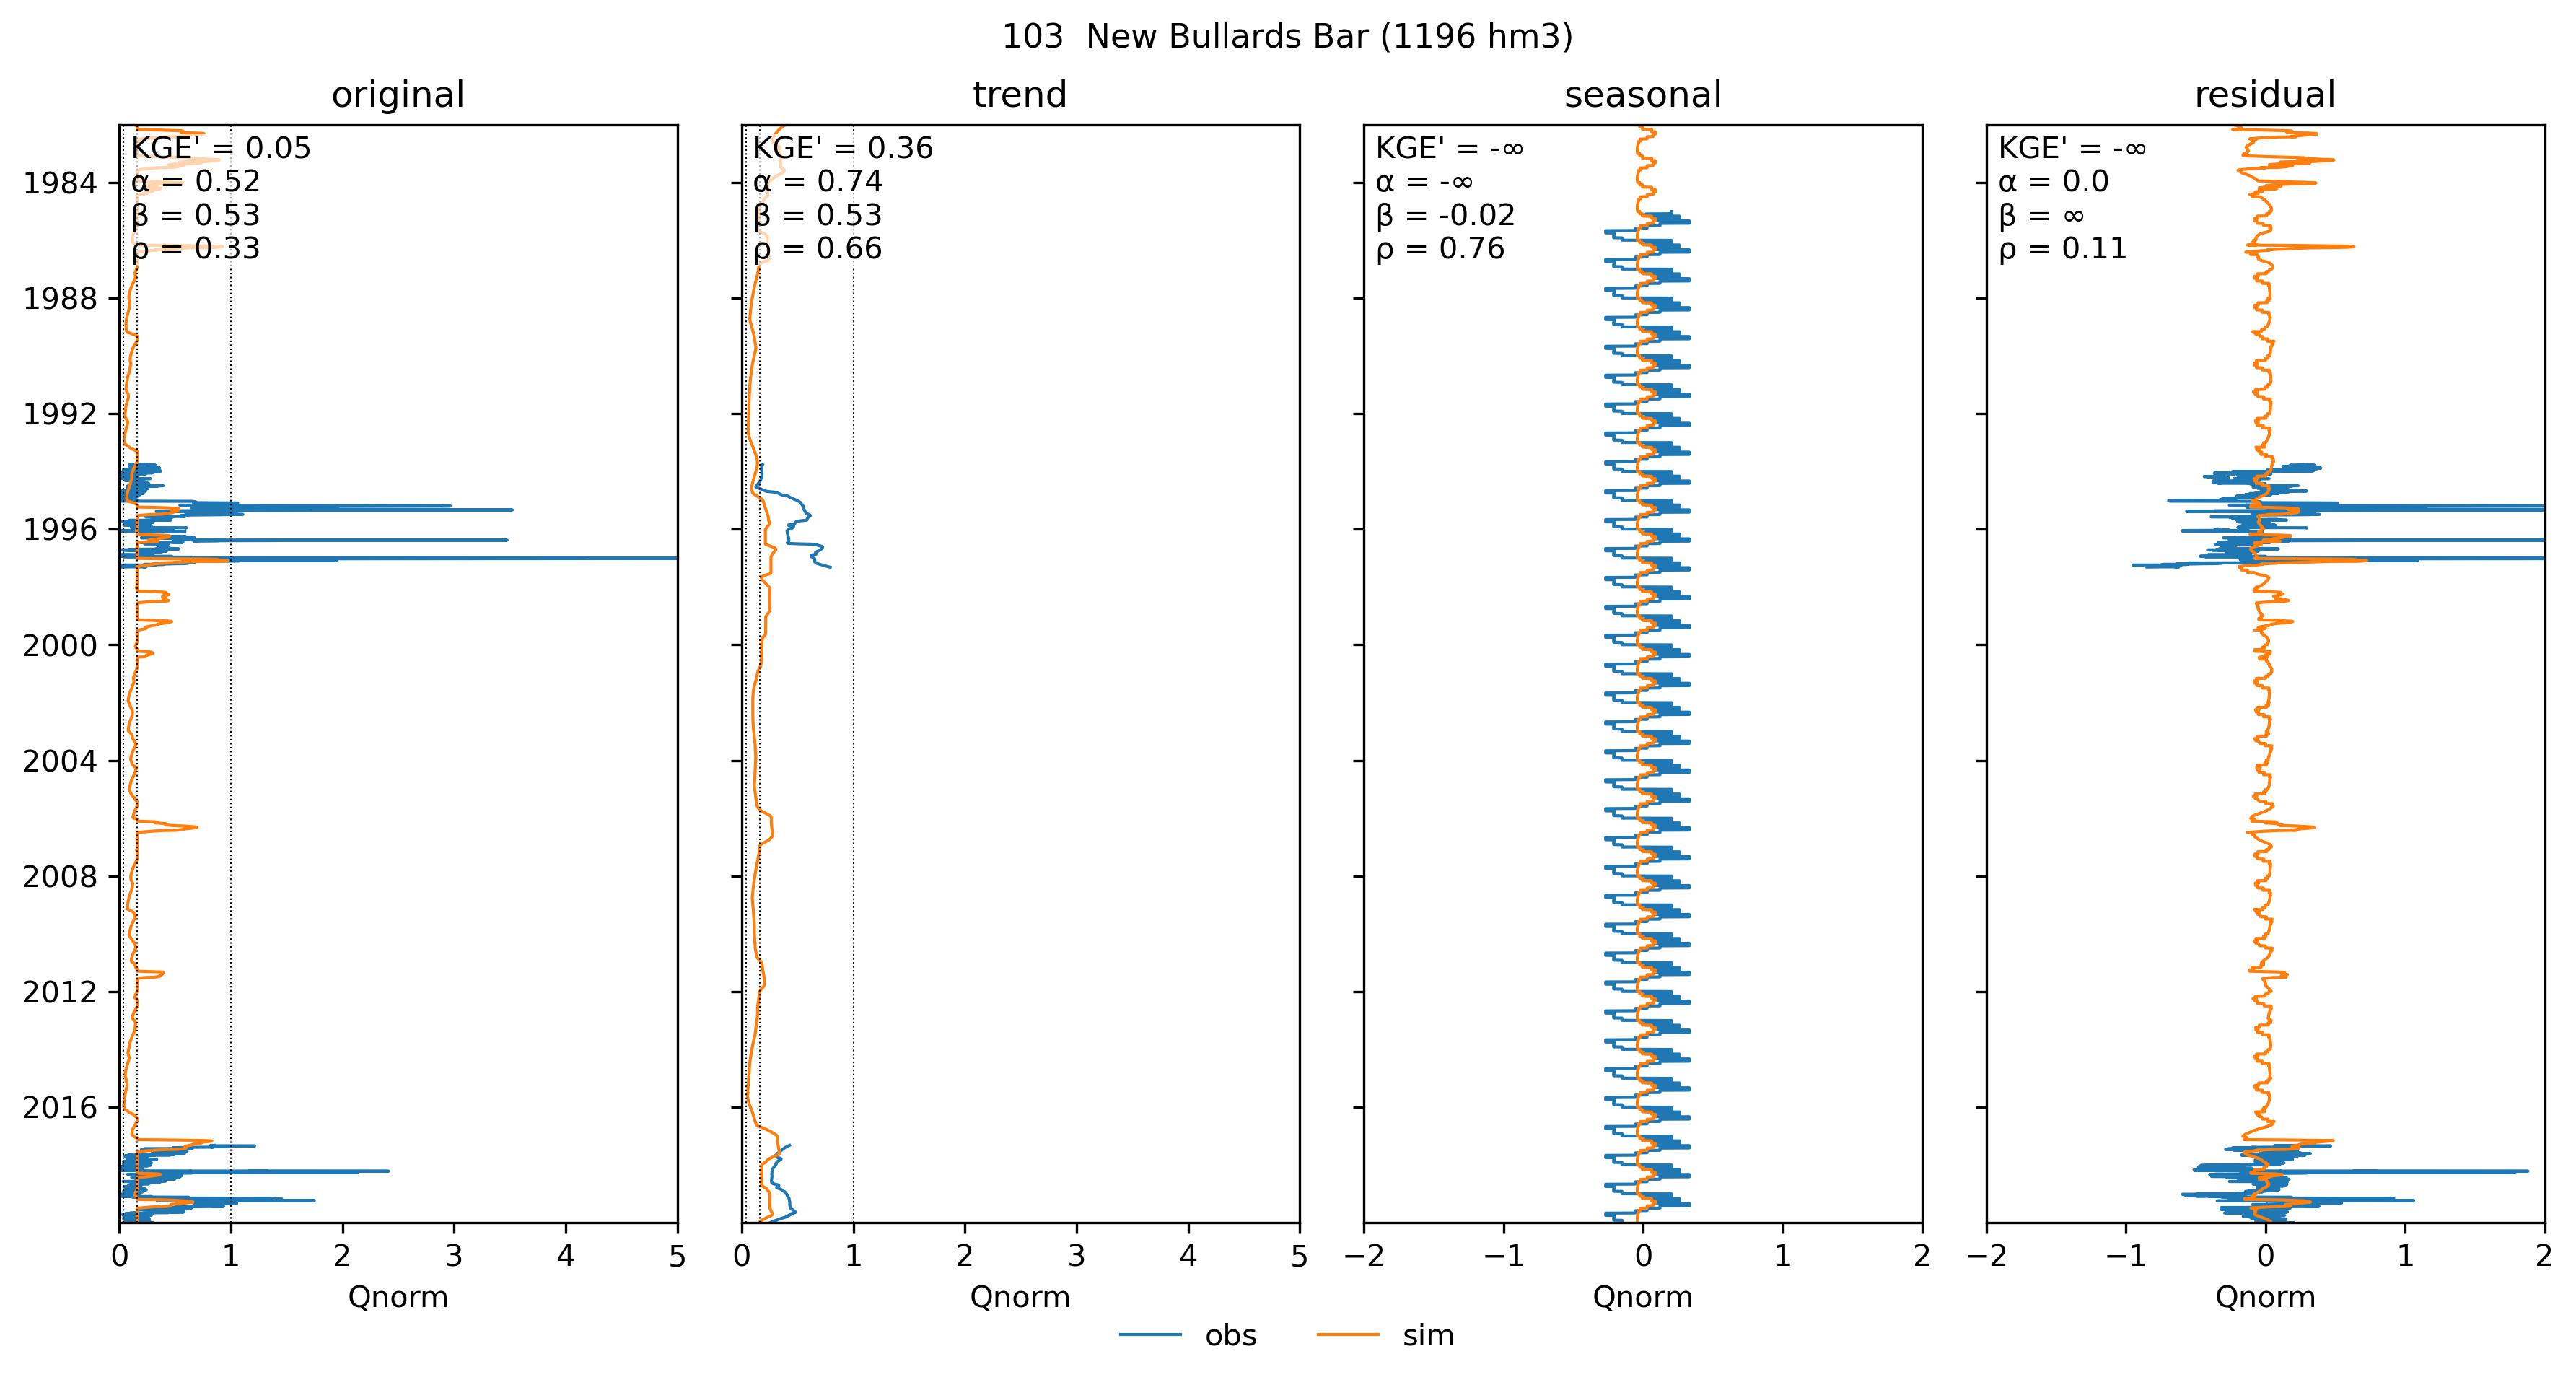 103  New Bullards Bar (1196 hm3)
original
trend
seasonal
residual
KGE' = 0.05
α = 0.52
β = 0.53
ρ = 0.33
KGE' = 0.36
α = 0.74
β = 0.53
ρ = 0.66
KGE' = -∞
α = -∞
β = -0.02
ρ = 0.76
KGE' = -∞
α = 0.0
β = ∞
ρ = 0.11
1984
1988
1992
1996
2000
2004
2008
2012
2016
0 1 2 3 4 5
0 1 2 3 4 5
−2 −1 0 1 2
−2 −1 0 1 2
Qnorm
Qnorm
Qnorm
Qnorm
obs
sim